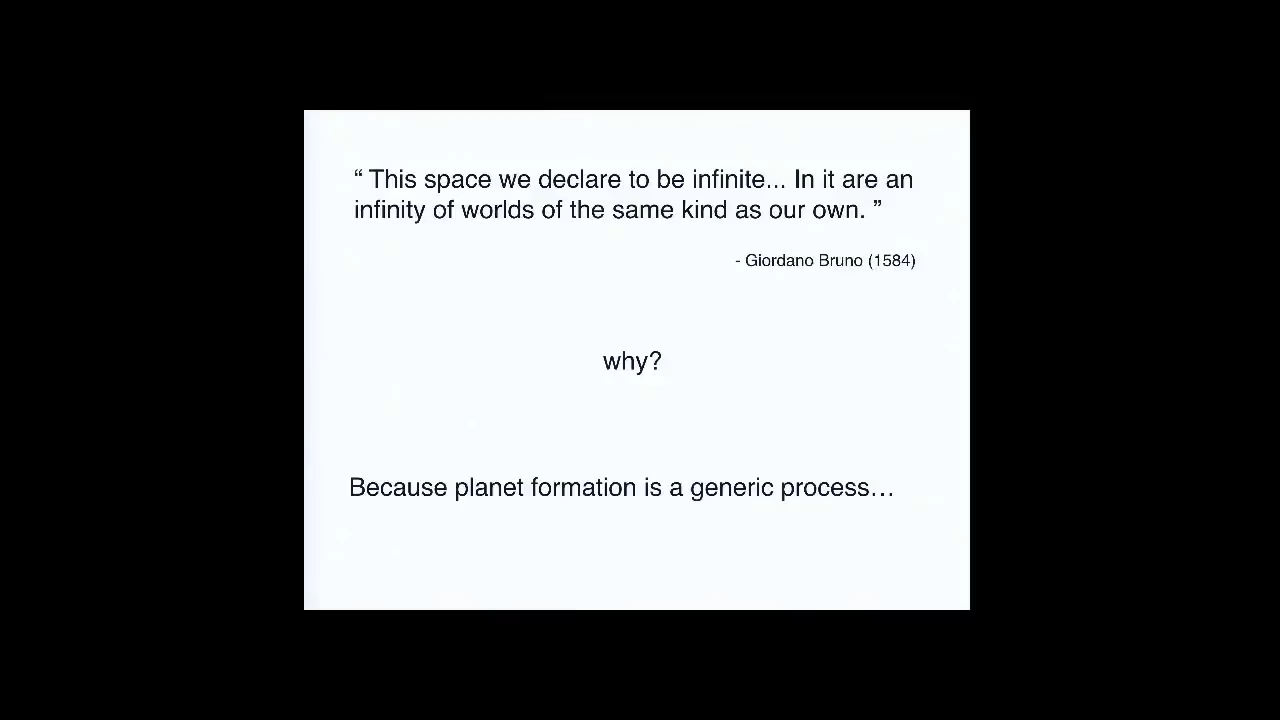 “ This space we declare to be infinite... In it are an
infinity of worlds of the same kind as our own. ”
- Giordano Bruno (1584)
why?
Because planet formation is a generic process…